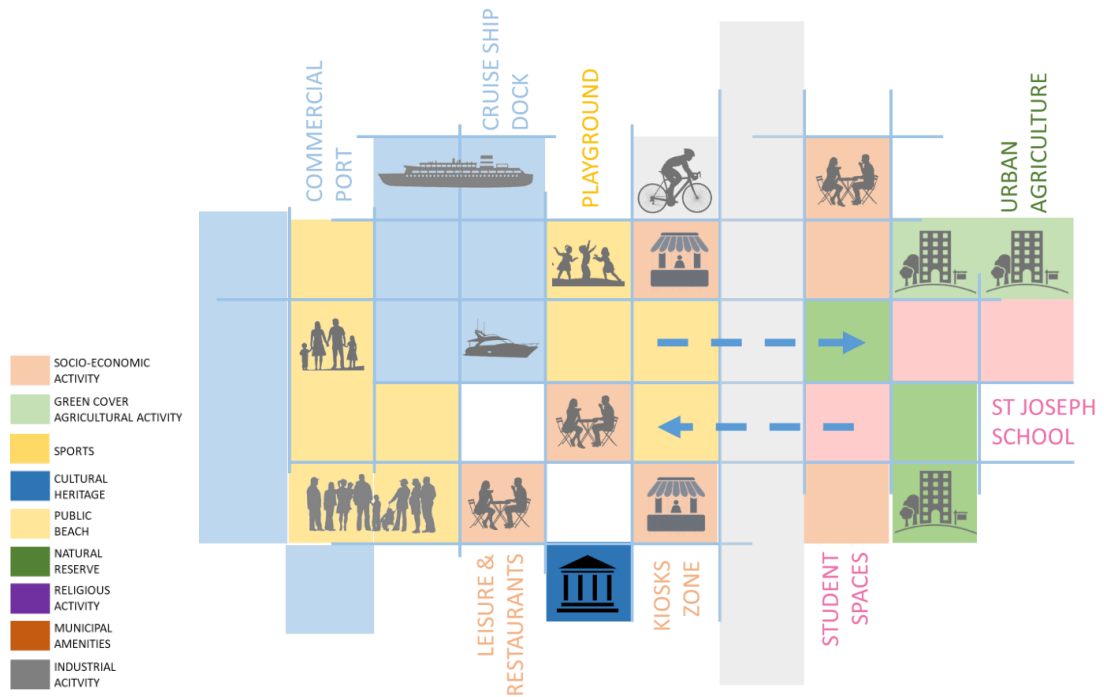 COMMERCIAL
PORT
CRUISE SHIP
DOCK
PLAYGROUND
URBAN
AGRICULTURE
SOCIO-ECONOMIC
ACTIVITY
GREEN COVER
AGRICULTURAL ACTIVITY
SPORTS
CULTURAL
HERITAGE
PUBLIC
BEACH
NATURAL
RESERVE
RELIGIOUS
ACTIVITY
MUNICIPAL
AMENITIES
INDUSTRIAL
ACITVITY
ST JOSEPH
SCHOOL
LEISURE &
RESTAURANTS
KIOSKS
ZONE
STUDENT
SPACES